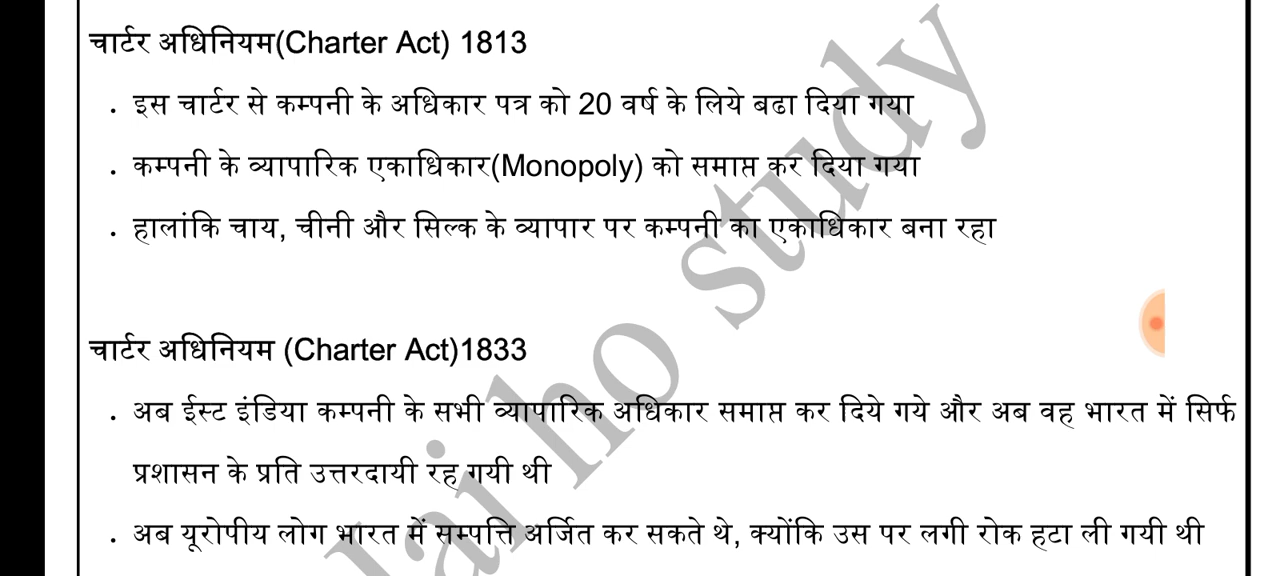 चार्टर अधिनियम(Charter Act) 1813
. इस चार्टर से कम्पनी के अधिकार पत्र को 20 वर्ष के लिये बढा दिया गया
. कम्पनी के व्यापारिक एकाधिकार(Monopoly) को समाप्त कर दिया गया
. हालांकि चाय, चीनी और सिल्क के व्यापार पर कम्पनी का एकाधिकार बना रहा
चार्टर अधिनियम (Charter Act)1833
. अब ईस्ट इंडिया कम्पनी के सभी व्यापारिक अधिकार समाप्त कर दिये गये और अब वह भारत में सिर्फ
प्रशासन के प्रति उत्तरदायी रह गयी थी
. अब यूरोपीय लोग भारत में सम्पत्ति अर्जित कर सकते थे, क्योंकि उस पर लगी रोक हटा ली गयी थी
Jai ho study